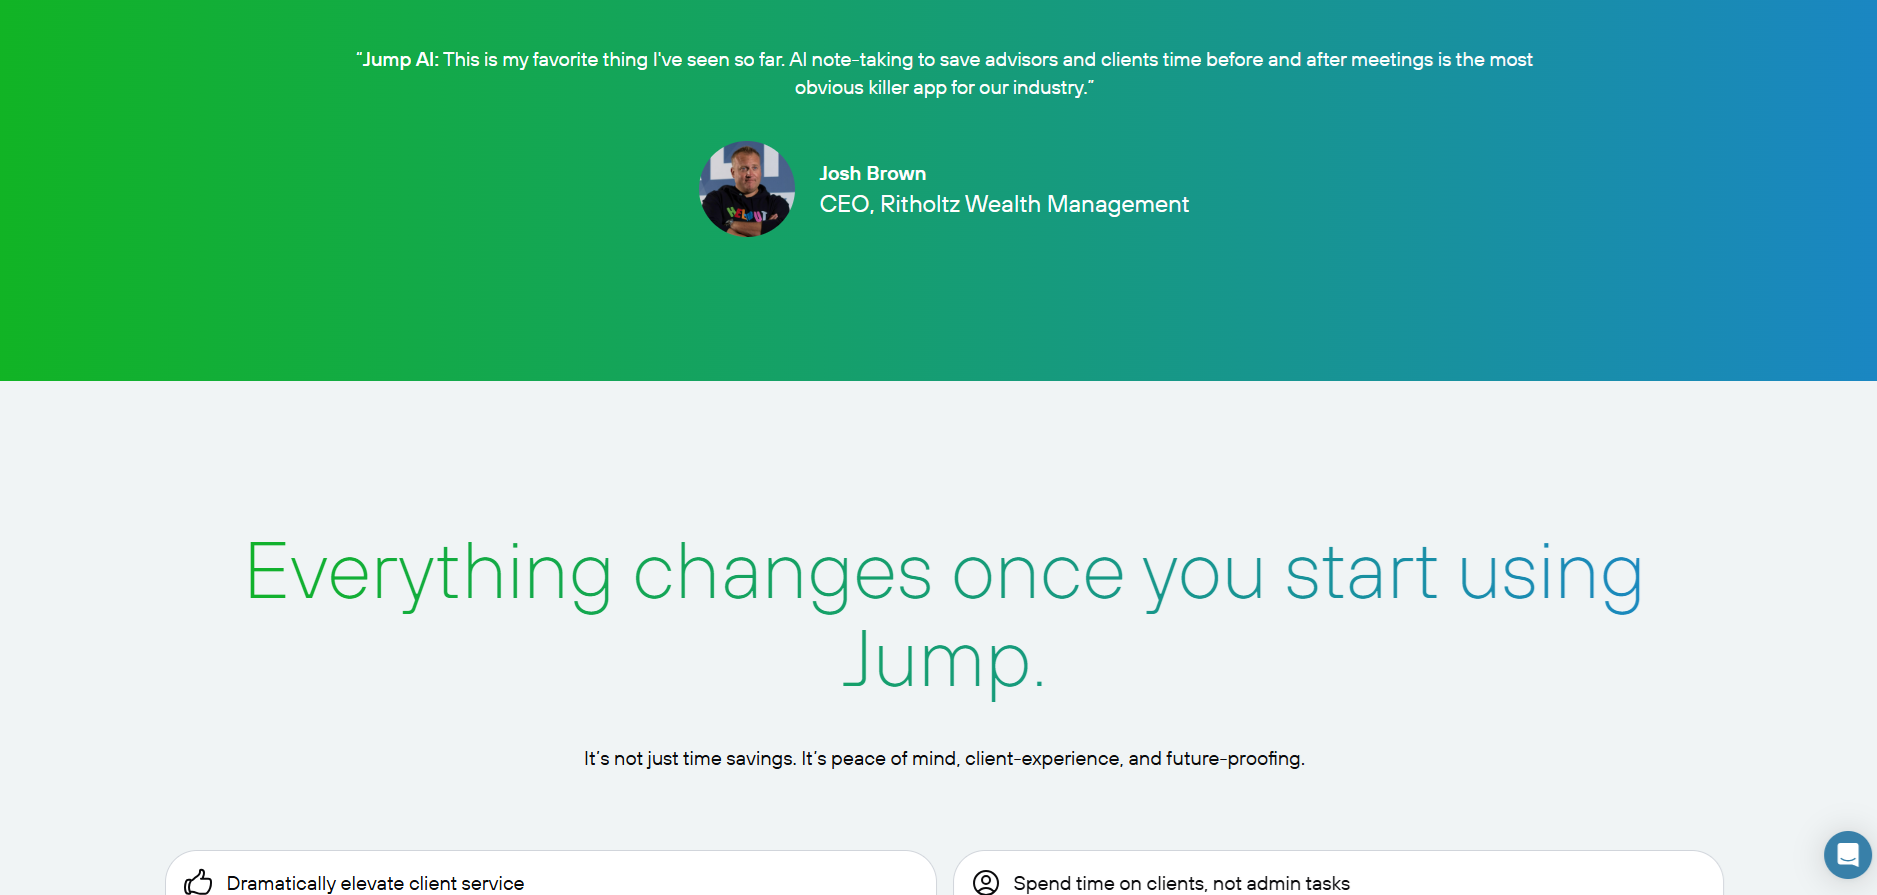 “Jump AI: This is my favorite thing I've seen so far. AI note-taking to save advisors and clients time before and after meetings is the most
obvious killer app for our industry.”
HELMUT
Josh Brown
CEO, Ritholtz Wealth Management
Everything changes once you start using
Jump.
It’s not just time savings. It’s peace of mind, client-experience, and future-proofing.
Dramatically elevate client service
Spend time on clients, not admin tasks